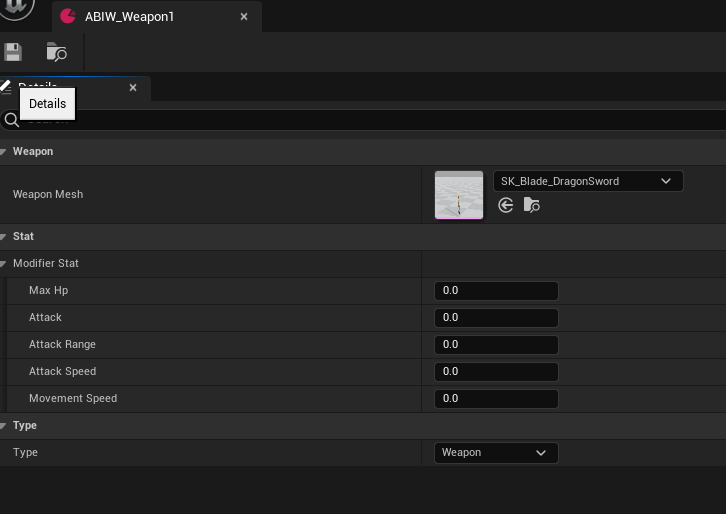 ABIW_Weapon1
Details
Details
Weapon
Weapon Mesh
SK_Blade_DragonSword
Stat
Modifier Stat
Max Hp
0.0
Attack
0.0
Attack Range
0.0
Attack Speed
0.0
Movement Speed
0.0
Type
Type
Weapon